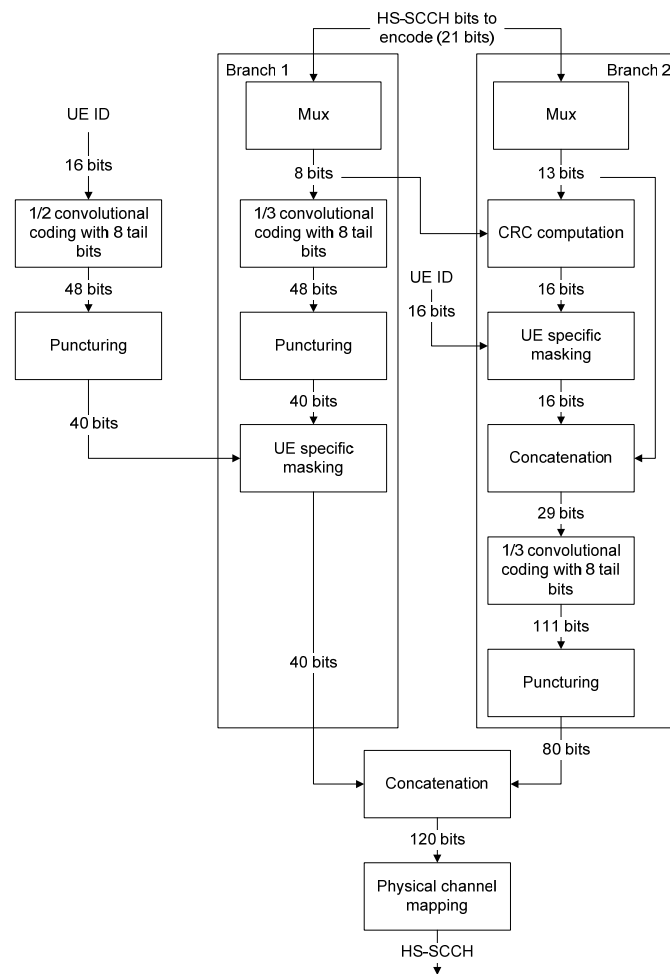 HS-SCCH bits to
encode (21 bits)
Branch 1
Branch 2
UE ID
Mux
Mux
16 bits
8 bits
13 bits
1/2 convolutional
coding with 8 tail
bits
1/3 convolutional
coding with 8 tail
bits
CRC computation
48 bits
48 bits
UE ID
16 bits
16 bits
Puncturing
Puncturing
UE specific
masking
40 bits
40 bits
16 bits
UE specific
masking
Concatenation
29 bits
1/3 convolutional
coding with 8 tail
bits
111 bits
40 bits
Puncturing
80 bits
Concatenation
120 bits
Physical channel
mapping
HS-SCCH